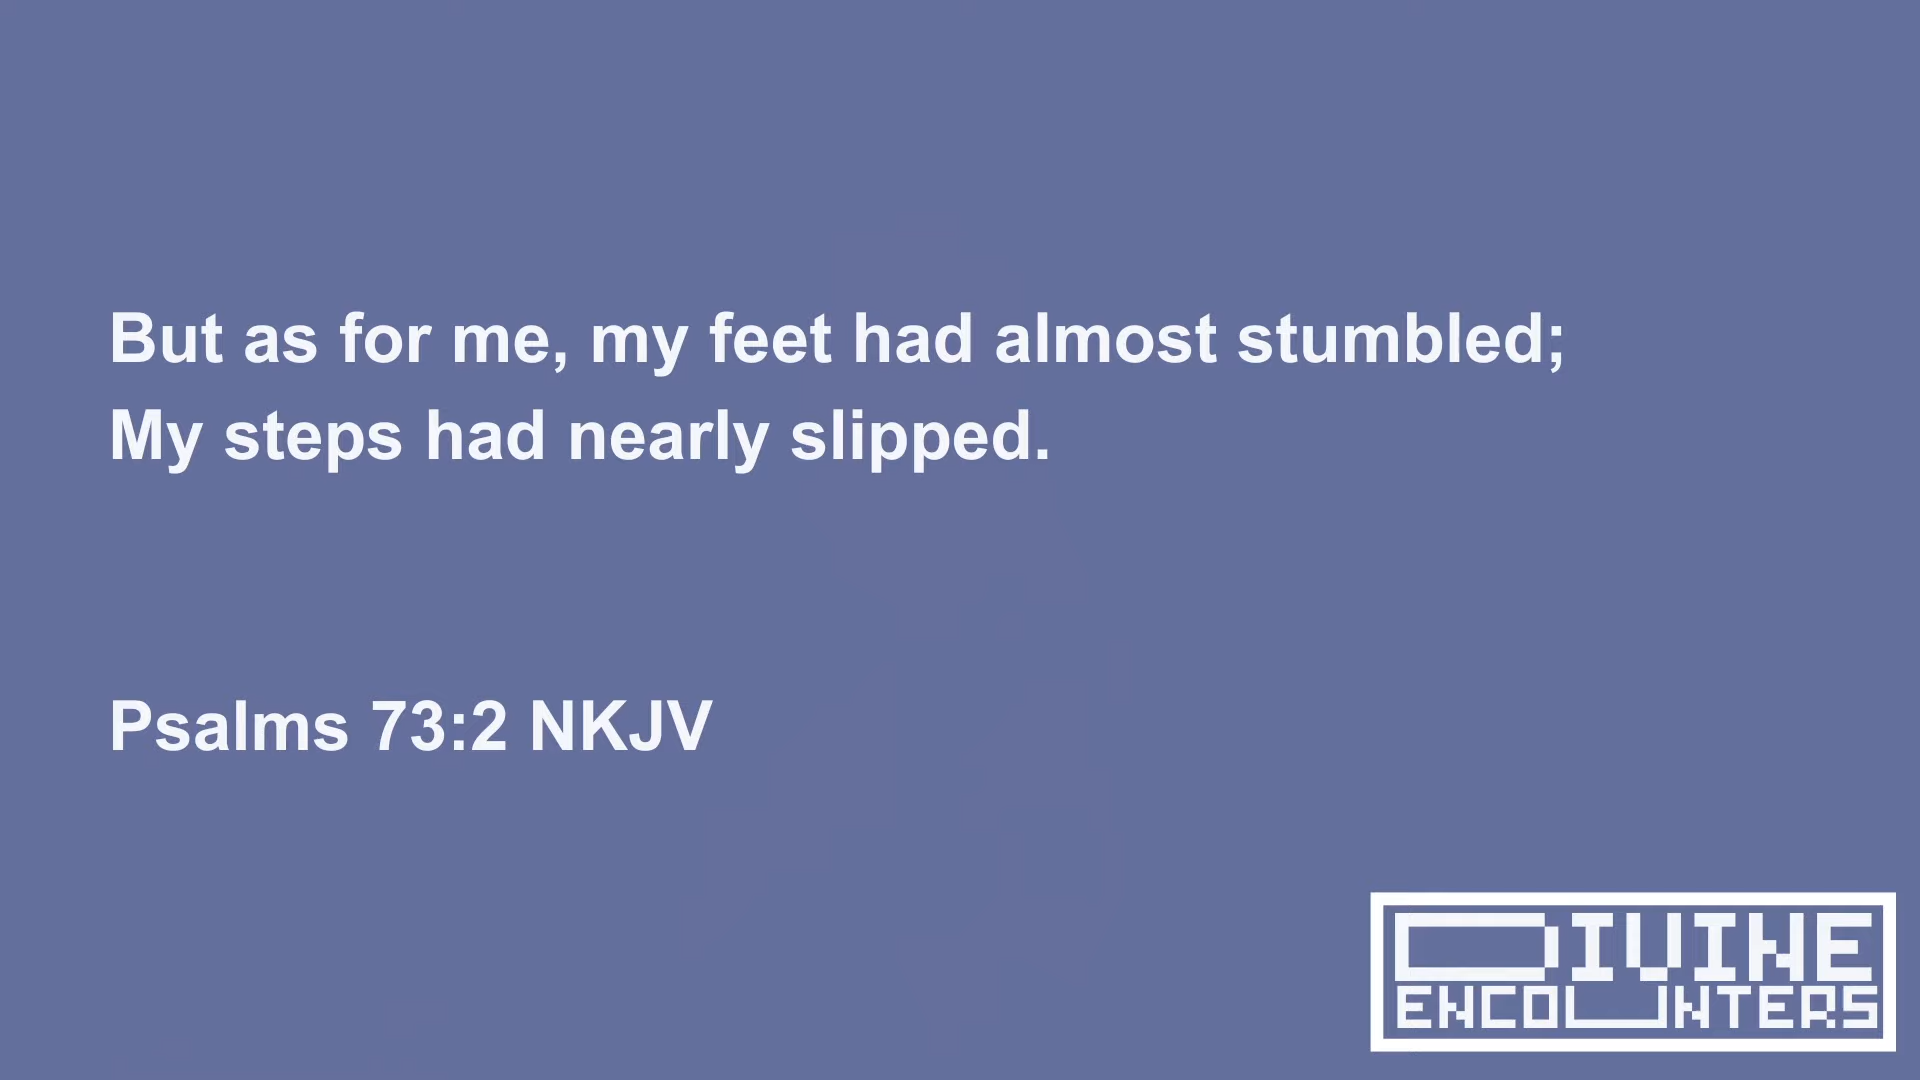 But as for me, my feet had almost stumbled;
My steps had nearly slipped.
Psalms 73:2 NKJV
DIVINE
ENCOUNTERS